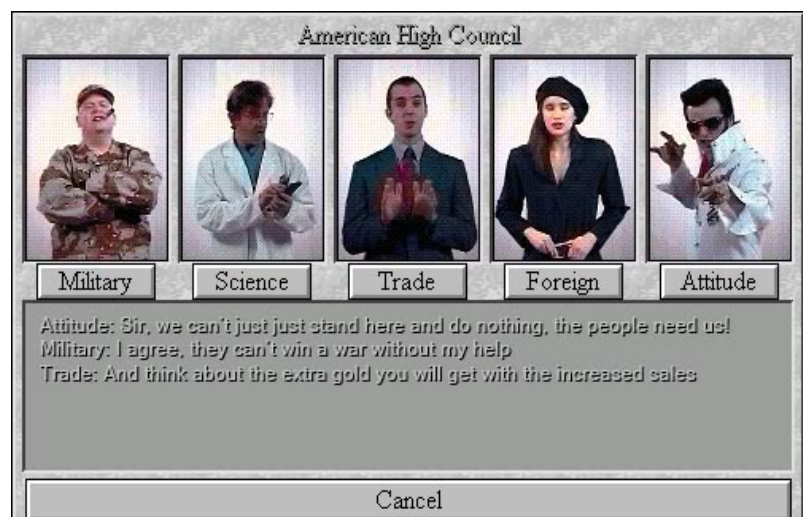 American High Council
Military Science Trade Foreign Attitude
Attitude: Sir, we can't just just stand here and do nothing, the people need us!
Military: I agree, they can't win a war without my help
Trade: And think about the extra gold you will get with the increased sales
Cancel